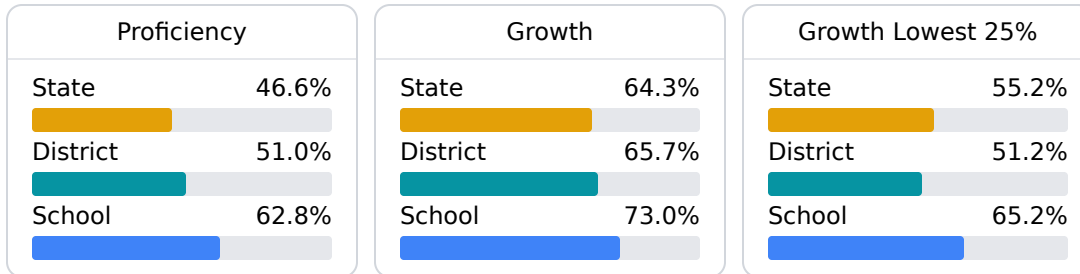 Proficiency
State 46.6%
District 51.0%
School 62.8%
Growth
State 64.3%
District 65.7%
School 73.0%
Growth Lowest 25%
State 55.2%
District 51.2%
School 65.2%